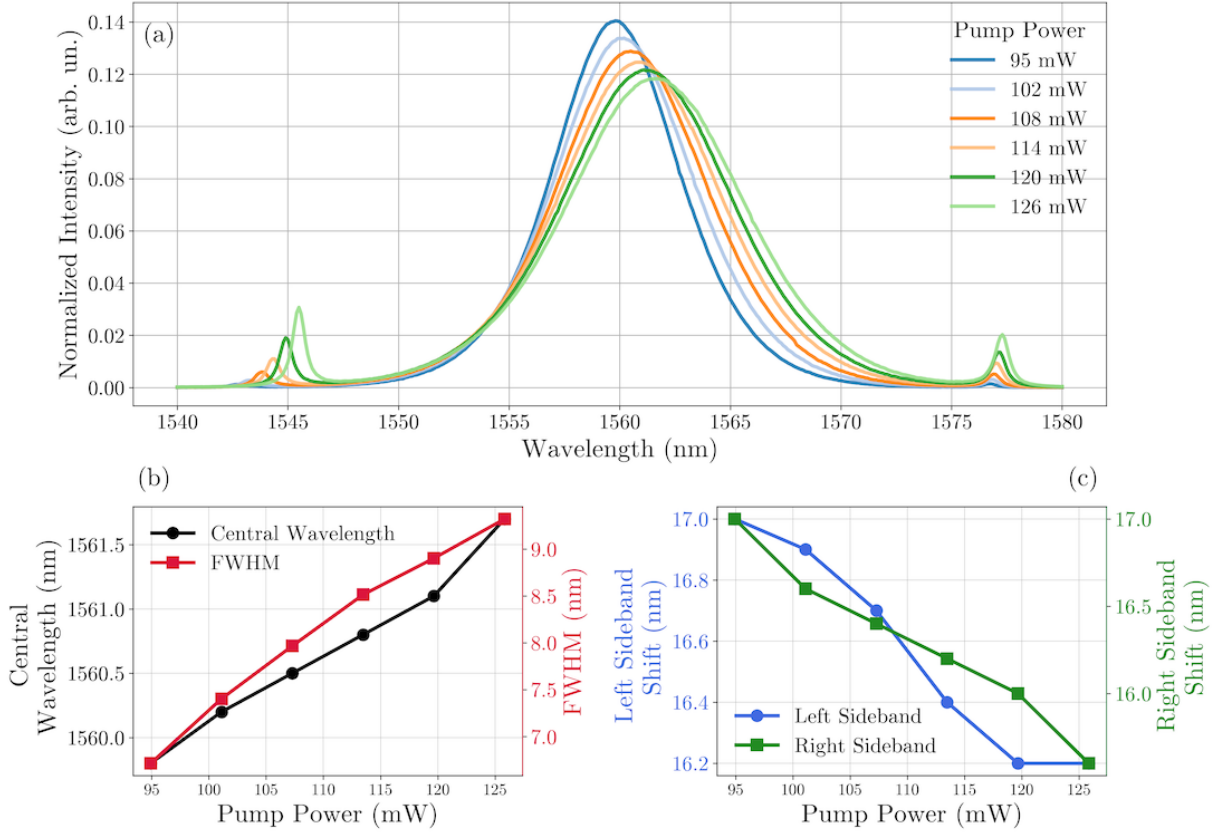 (a)
Pump Power
95 mW
102 mW
108 mW
114 mW
120 mW
126 mW
Normalized Intensity (arb. un.)
0.14
0.12
0.10
0.08
0.06
0.04
0.02
0.00
1540 1545 1550 1555 1560 1565 1570 1575 1580
Wavelength (nm)
(b)
Central Wavelength
FWHM
Central
Wavelength (nm)
1561.5
1561.0
1560.5
1560.0
FWHM (nm)
9.0
8.5
8.0
7.5
7.0
95 100 105 110 115 120 125
Pump Power (mW)
(c)
Left Sideband
Right Sideband
Left Sideband
Shift (nm)
17.0
16.8
16.6
16.4
16.2
Right Sideband
Shift (nm)
17.0
16.5
16.0
95 100 105 110 115 120 125
Pump Power (mW)